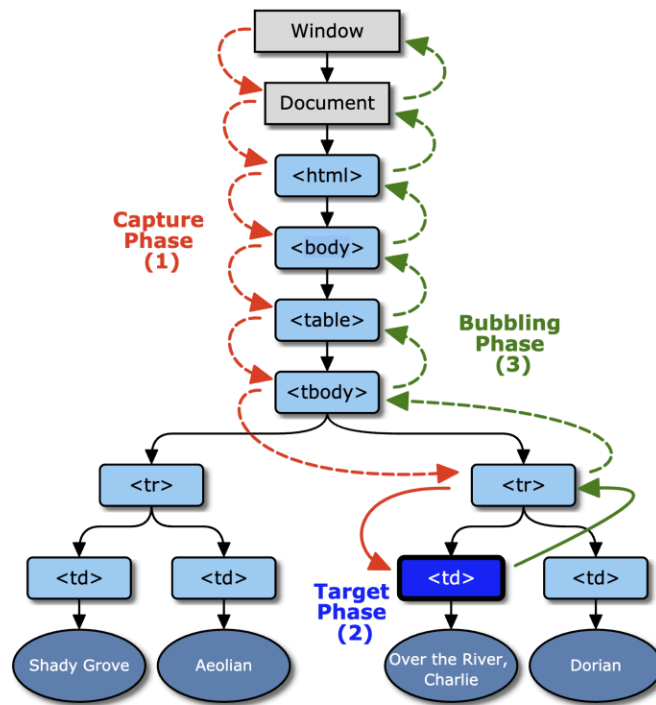 Window
Document
<html>
Capture
Phase
(1)
<body>
<table>
Bubbling
Phase
(3)
<tbody>
<tr>
<tr>
<td>
<td>
Target
Phase
(2)
<td>
<td>
Shady Grove
Aeolian
Over the River,
Charlie
Dorian